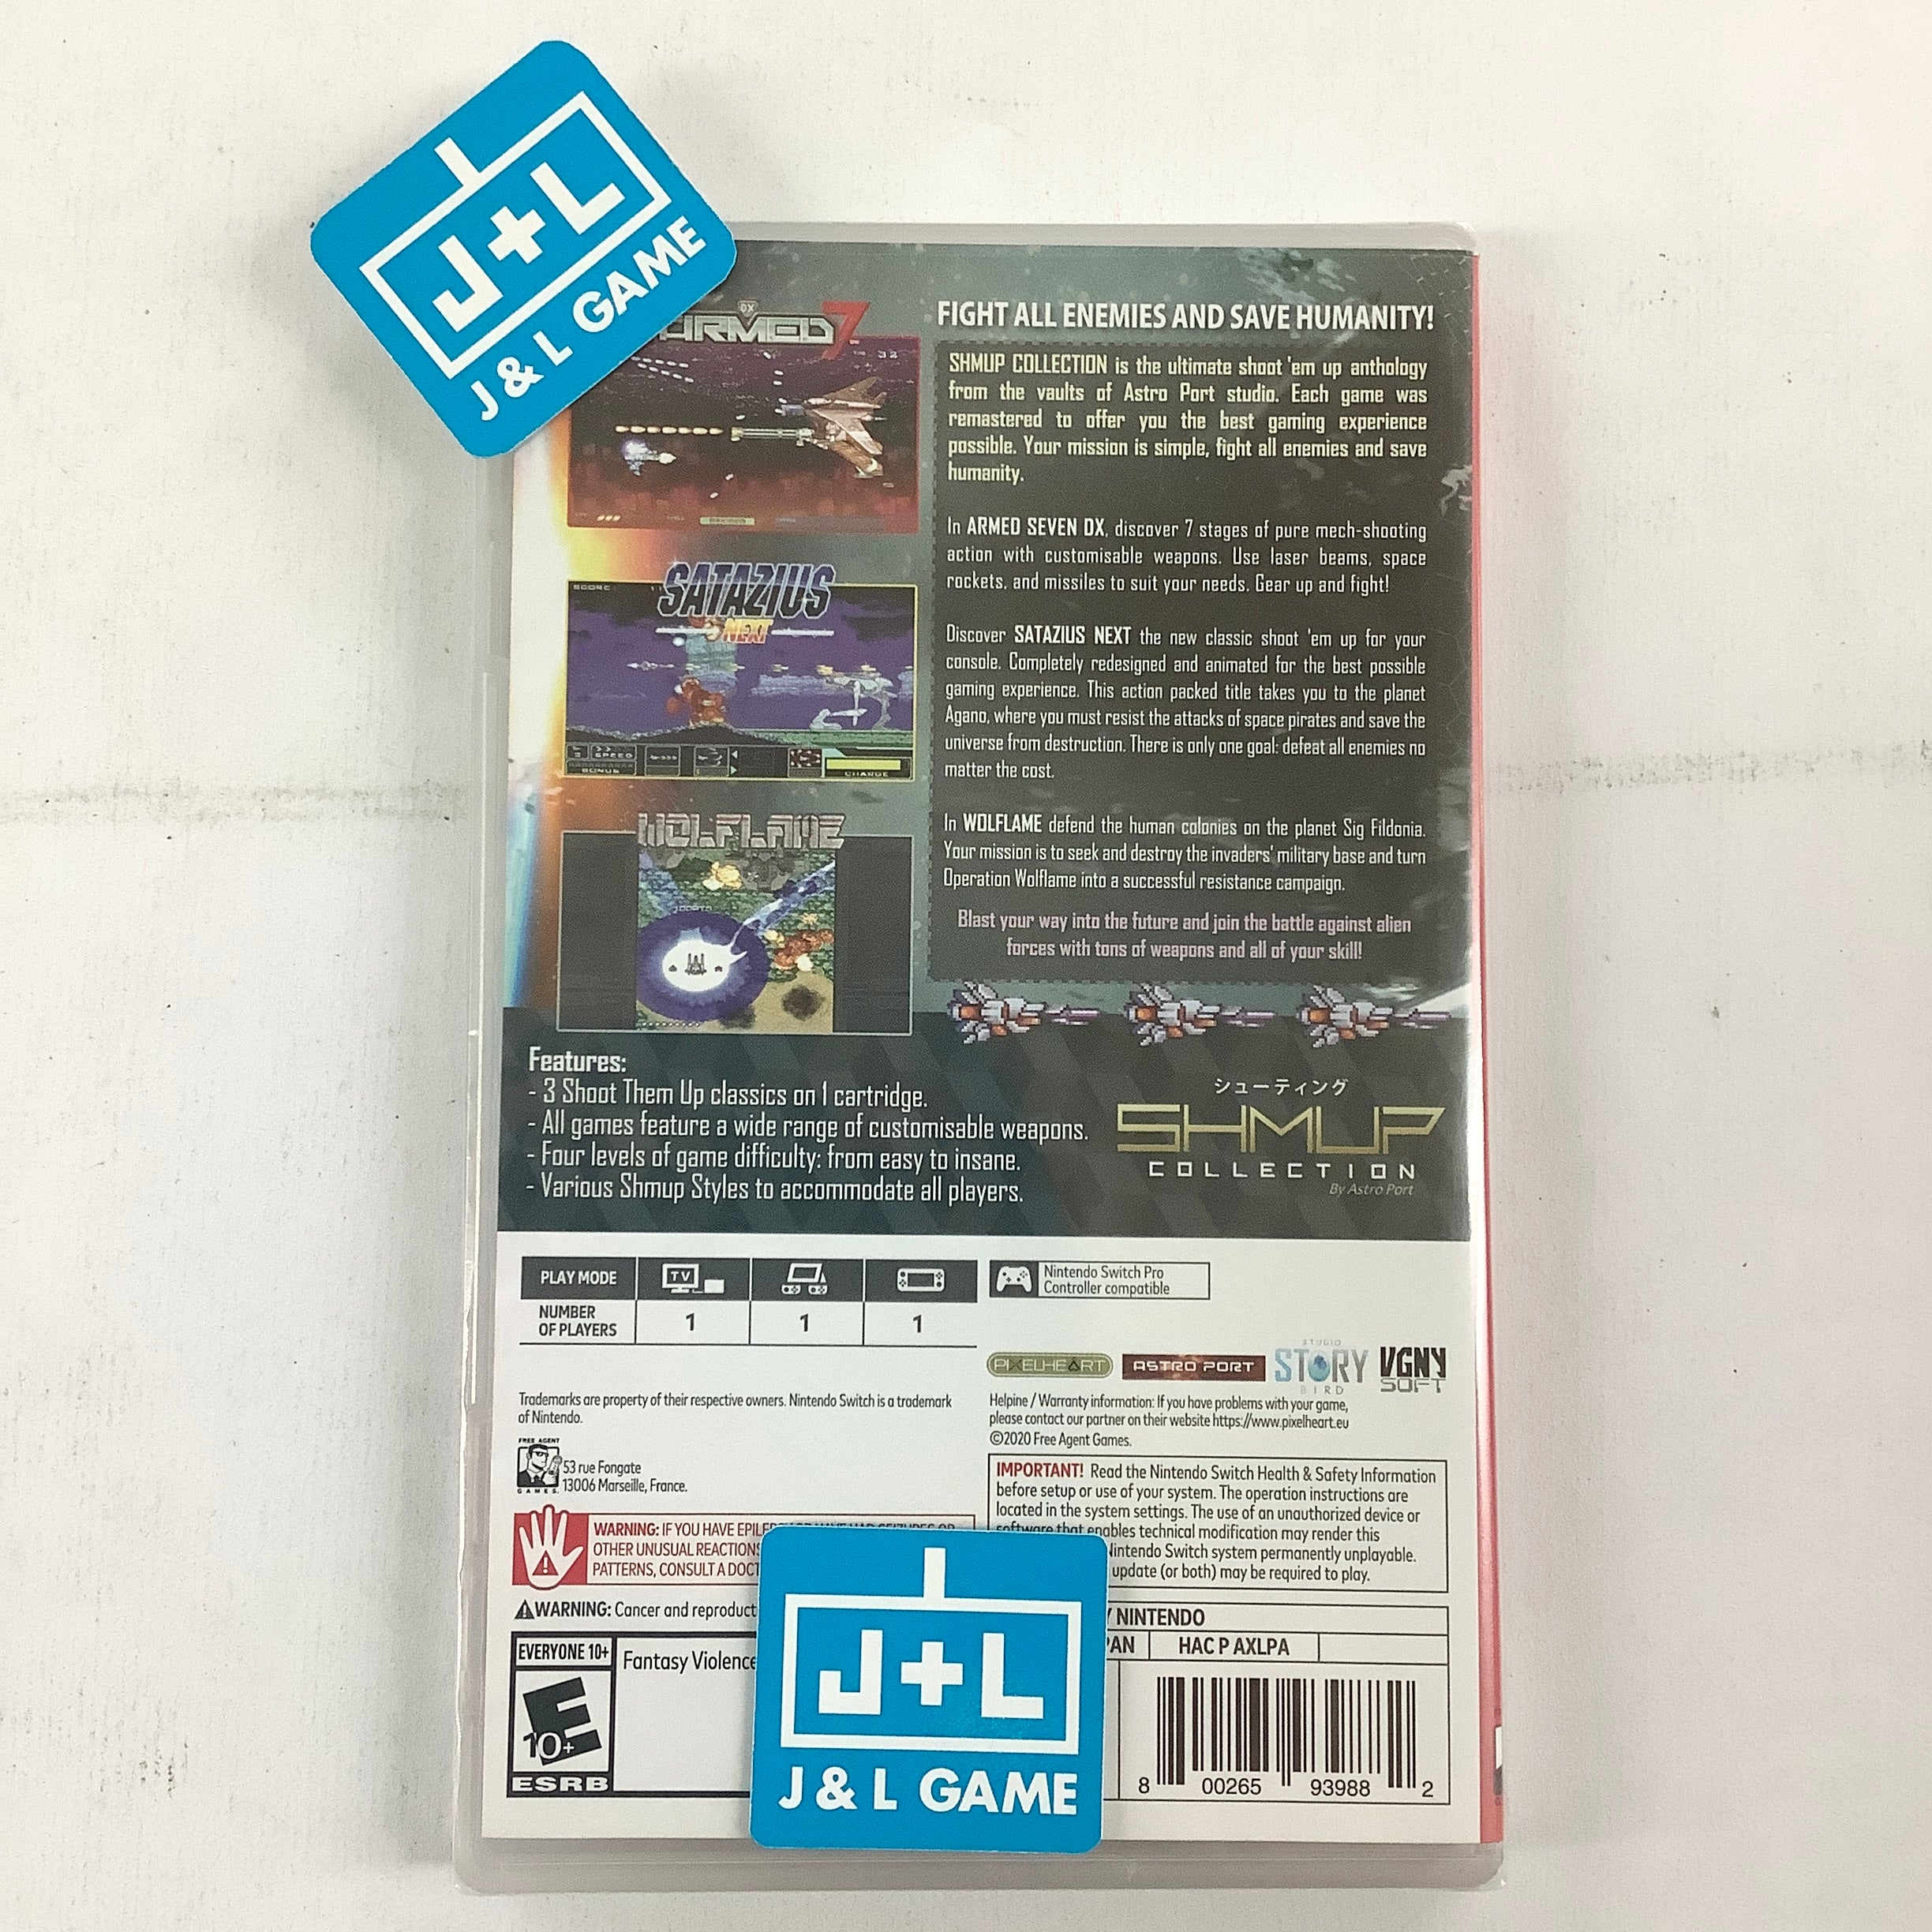 J+L
J & L GAME
DX
ARMED 7
SCORE
SATAZIUS
NEXT
SPEED
BONUS
CHARGE
WOLFLAME
FIGHT ALL ENEMIES AND SAVE HUMANITY!
SHMUP COLLECTION is the ultimate shoot 'em up anthology
from the vaults of Astro Port studio. Each game was
remastered to offer you the best gaming experience
possible. Your mission is simple, fight all enemies and save
humanity.
In ARMED SEVEN DX, discover 7 stages of pure mech-shooting
action with customisable weapons. Use laser beams, space
rockets, and missiles to suit your needs. Gear up and fight!
Discover SATAZIUS NEXT the new classic shoot 'em up for your
console. Completely redesigned and animated for the best possible
gaming experience. This action packed title takes you to the planet
Agano, where you must resist the attacks of space pirates and save the
universe from destruction. There is only one goal: defeat all enemies no
matter the cost.
In WOLFLAME defend the human colonies on the planet Sig Fildonia.
Your mission is to seek and destroy the invaders' military base and turn
Operation Wolflame into a successful resistance campaign.
Blast your way into the future and join the battle against alien
forces with tons of weapons and all of your skill!
Features:
- 3 Shoot Them Up classics on 1 cartridge.
- All games feature a wide range of customisable weapons.
- Four levels of game difficulty: from easy to insane.
- Various Shmup Styles to accommodate all players.
シューティング
SHMUP
COLLECTION
By Astro Port
PLAY MODE
TV
NUMBER
OF PLAYERS
1
1
1
Nintendo Switch Pro
Controller compatible
PIXELHEART
ASTRO PORT
STUDIO
STORY
BIRD
VGNY
SOFT
Trademarks are property of their respective owners. Nintendo Switch is a trademark
of Nintendo.
FREE AGENT
GAMES
53 rue Fongate
13006 Marseille, France.
Helpine / Warranty information: If you have problems with your game,
please contact our partner on their website https://www.pixelheart.eu
©2020 Free Agent Games.
IMPORTANT! Read the Nintendo Switch Health & Safety Information
before setup or use of your system. The operation instructions are
located in the system settings. The use of an unauthorized device or
software that enables technical modification may render this
Nintendo Switch system permanently unplayable.
update (or both) may be required to play.
WARNING: IF YOU HAVE EPILEPSY OR HAVE HAD SEIZURES OR
OTHER UNUSUAL REACTIONS
PATTERNS, CONSULT A DOCT
WARNING: Cancer and reproduct
EVERYONE 10+
E
10+
ESRB
Fantasy Violence
NINTENDO
PAN
HAC P AXLPA
8 00265 93988 2
J+L
J & L GAME